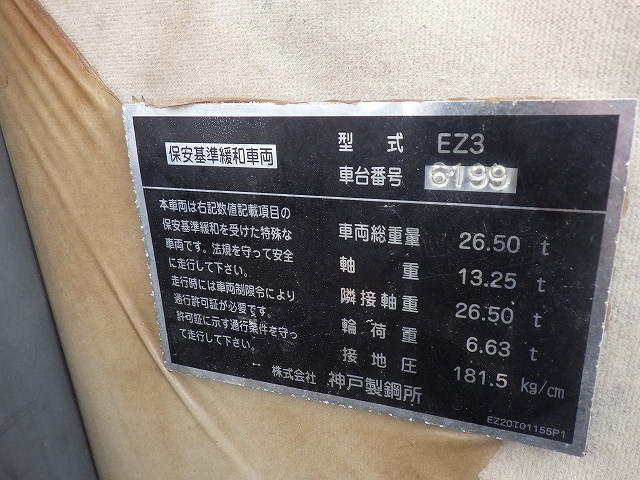 保安基準緩和車両
本車両は右記数値記載項目の
保安基準緩和を受けた特殊な
車両です。法規を守って安全
に走行して下さい。
走行時には車両制限令により
通行許可証が必要です。
許可証に示す通行条件を守っ
て走行して下さい。
型式 EZ3
車台番号 6199
車両総重量 26.50 t
軸重 13.25 t
隣接軸重 26.50 t
輪荷重 6.63 t
接地圧 181.5 kg/cm
株式会社 神戸製鋼所
EZ20T01155P1